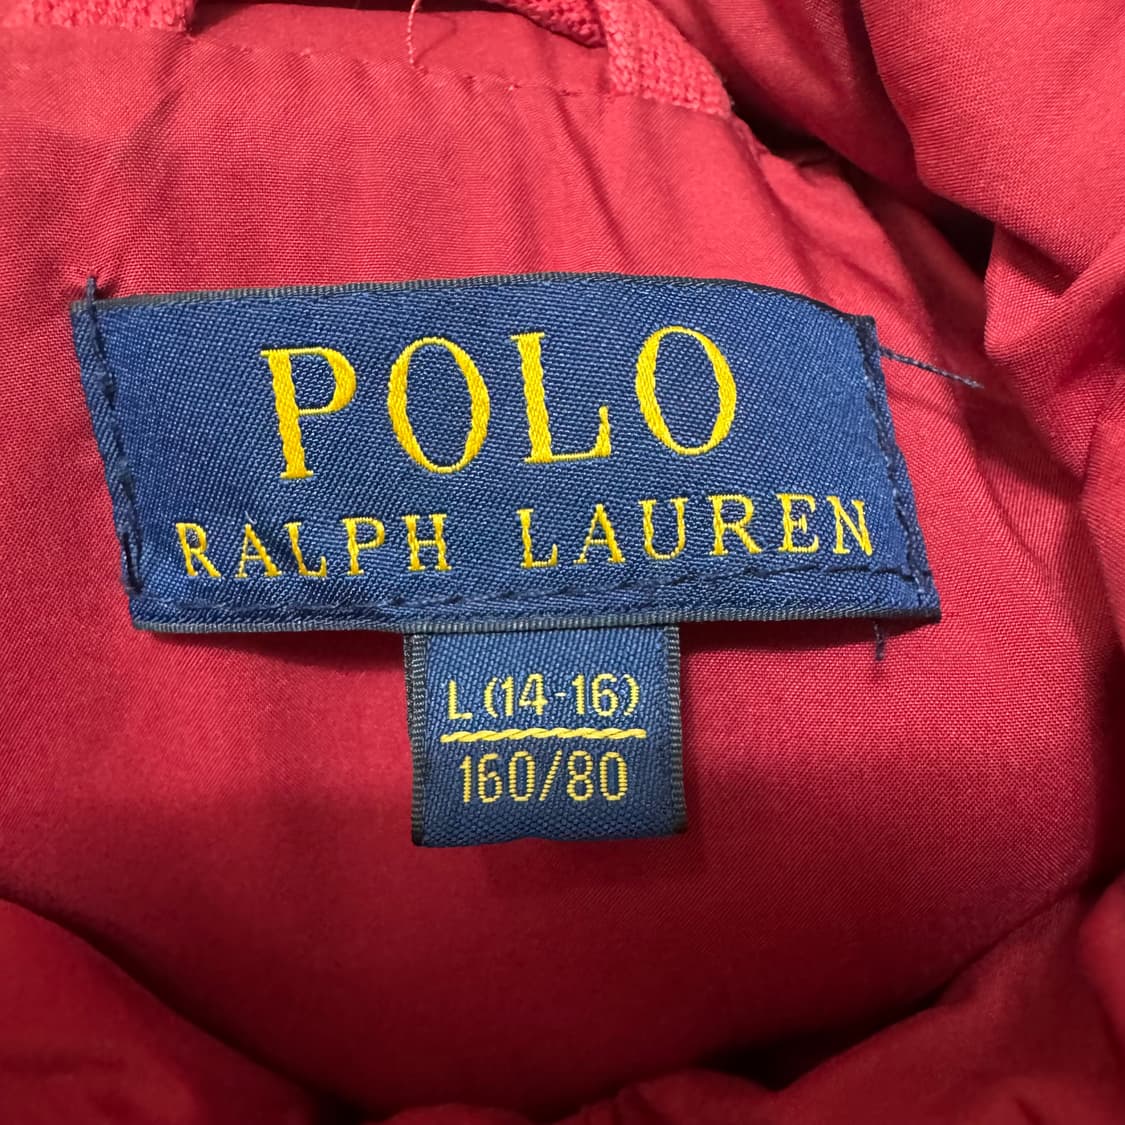 POLO
RALPH LAUREN
L (14-16)
160/80